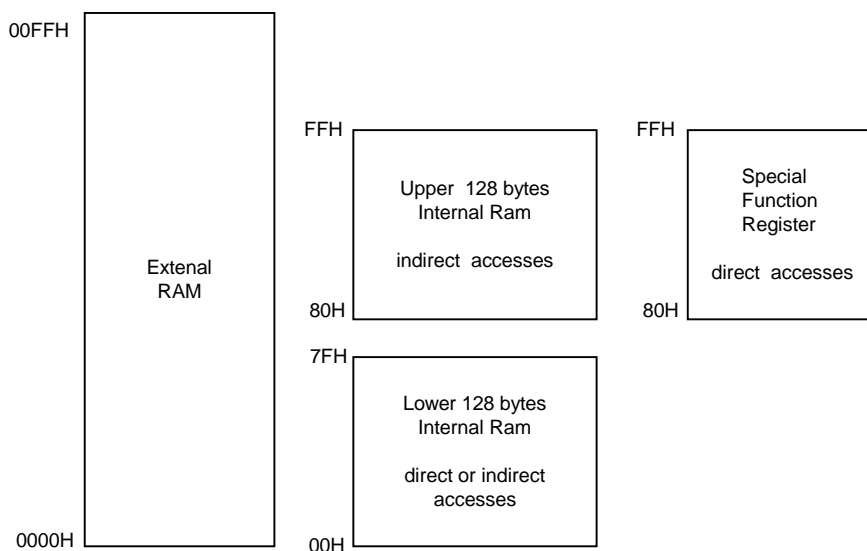 00FFH
Extenal
RAM
0000H
FFH
Upper 128 bytes
Internal Ram
indirect accesses
80H
7FH
Lower 128 bytes
Internal Ram
direct or indirect
accesses
00H
FFH
Special
Function
Register
direct accesses
80H